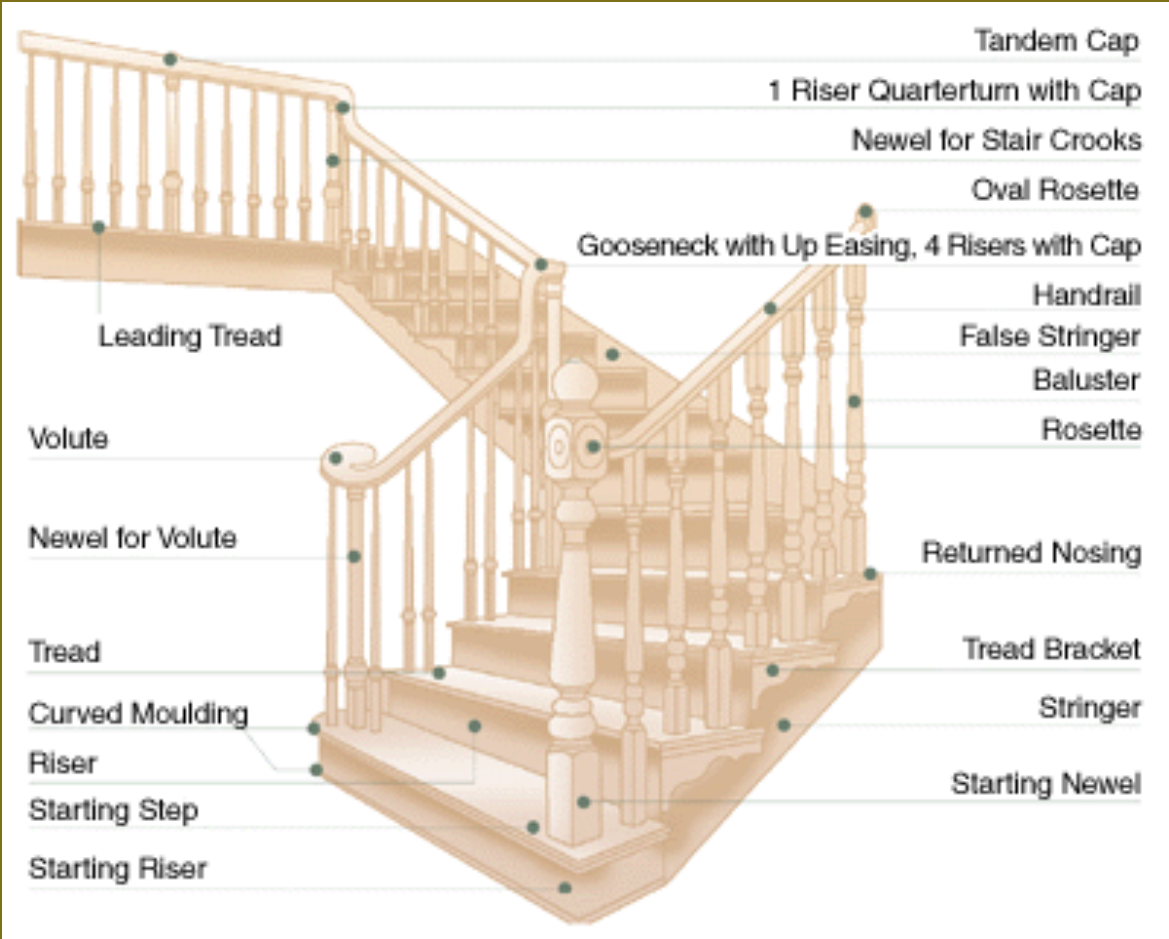 Tandem Cap
1 Riser Quarterturn with Cap
Newel for Stair Crooks
Oval Rosette
Gooseneck with Up Easing, 4 Risers with Cap
Handrail
False Stringer
Baluster
Rosette
Returned Nosing
Tread Bracket
Stringer
Starting Newel
Leading Tread
Volute
Newel for Volute
Tread
Curved Moulding
Riser
Starting Step
Starting Riser